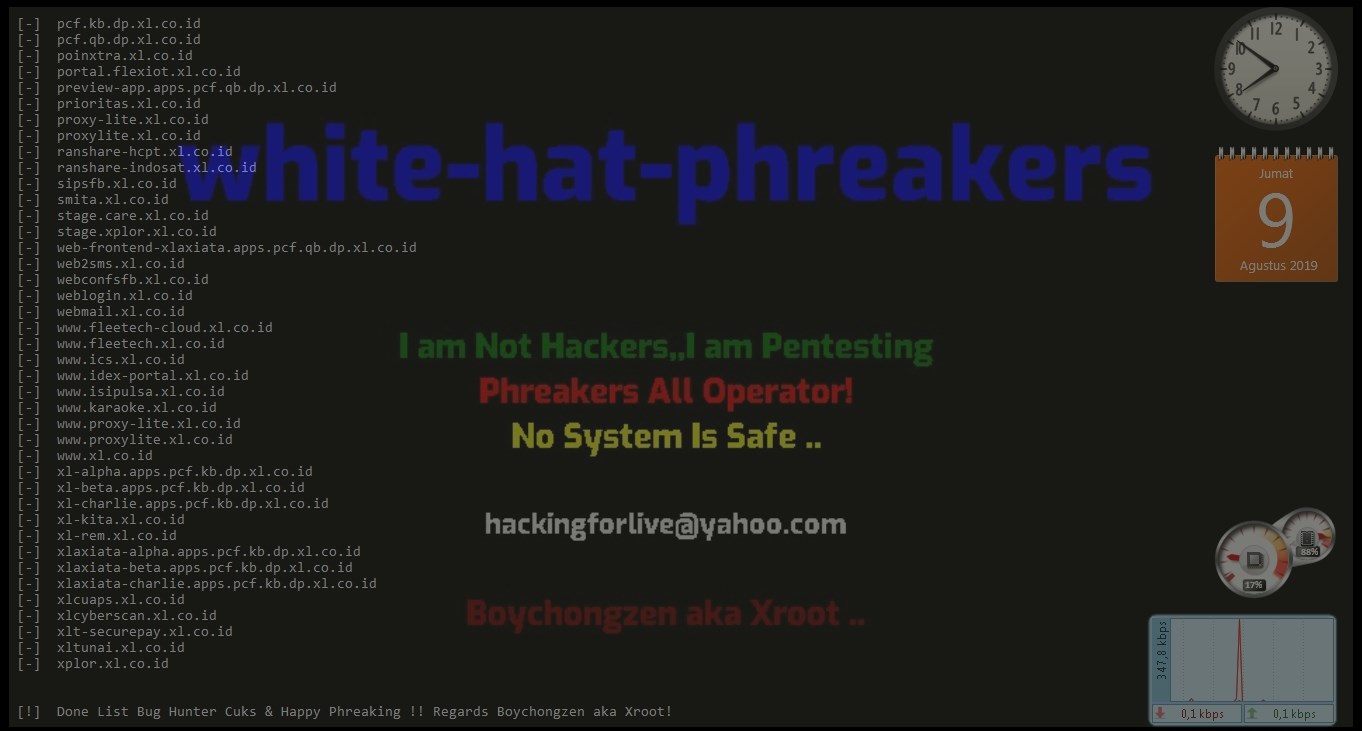 [-] pcf.kb.dp.xl.co.id
[-] pcf.qb.dp.xl.co.id
[-] poinxtra.xl.co.id
[-] portal.flexiot.xl.co.id
[-] preview-app.apps.pcf.qb.dp.xl.co.id
[-] prioritas.xl.co.id
[-] proxy-lite.xl.co.id
[-] proxylite.xl.co.id
[-] ranshare-hcpt.xl.co.id
[-] ranshare-indosat.xl.co.id
[-] sipsfb.xl.co.id
[-] smita.xl.co.id
[-] stage.care.xl.co.id
[-] stage.xplor.xl.co.id
[-] web-frontend-xlaxiata.apps.pcf.qb.dp.xl.co.id
[-] web2sms.xl.co.id
[-] webconfsfb.xl.co.id
[-] weblogin.xl.co.id
[-] webmail.xl.co.id
[-] www.fleetech-cloud.xl.co.id
[-] www.fleetech.xl.co.id
[-] www.ics.xl.co.id
[-] www.idex-portal.xl.co.id
[-] www.isipulsa.xl.co.id
[-] www.karaoke.xl.co.id
[-] www.proxy-lite.xl.co.id
[-] www.proxylite.xl.co.id
[-] www.xl.co.id
[-] xl-alpha.apps.pcf.kb.dp.xl.co.id
[-] xl-beta.apps.pcf.kb.dp.xl.co.id
[-] xl-charlie.apps.pcf.kb.dp.xl.co.id
[-] xl-kita.xl.co.id
[-] xl-rem.xl.co.id
[-] xlaxiata-alpha.apps.pcf.kb.dp.xl.co.id
[-] xlaxiata-beta.apps.pcf.kb.dp.xl.co.id
[-] xlaxiata-charlie.apps.pcf.kb.dp.xl.co.id
[-] xlcuaps.xl.co.id
[-] xlcyberscan.xl.co.id
[-] xlt-securepay.xl.co.id
[-] xltunai.xl.co.id
[-] xplor.xl.co.id
[!] Done List Bug Hunter Cuks & Happy Phreaking !! Regards Boychongzen aka Xroot!
white-hat-phreakers
I am Not Hackers,,I am Pentesting
Phreakers All Operator!
No System Is Safe ..
hackingforlive@yahoo.com
Boychongzen aka Xroot ..
12
1
2
3
4
5
6
7
8
9
10
11
Jumat
9
Agustus 2019
88%
17%
347,8 kbps
0,1 kbps
0,1 kbps